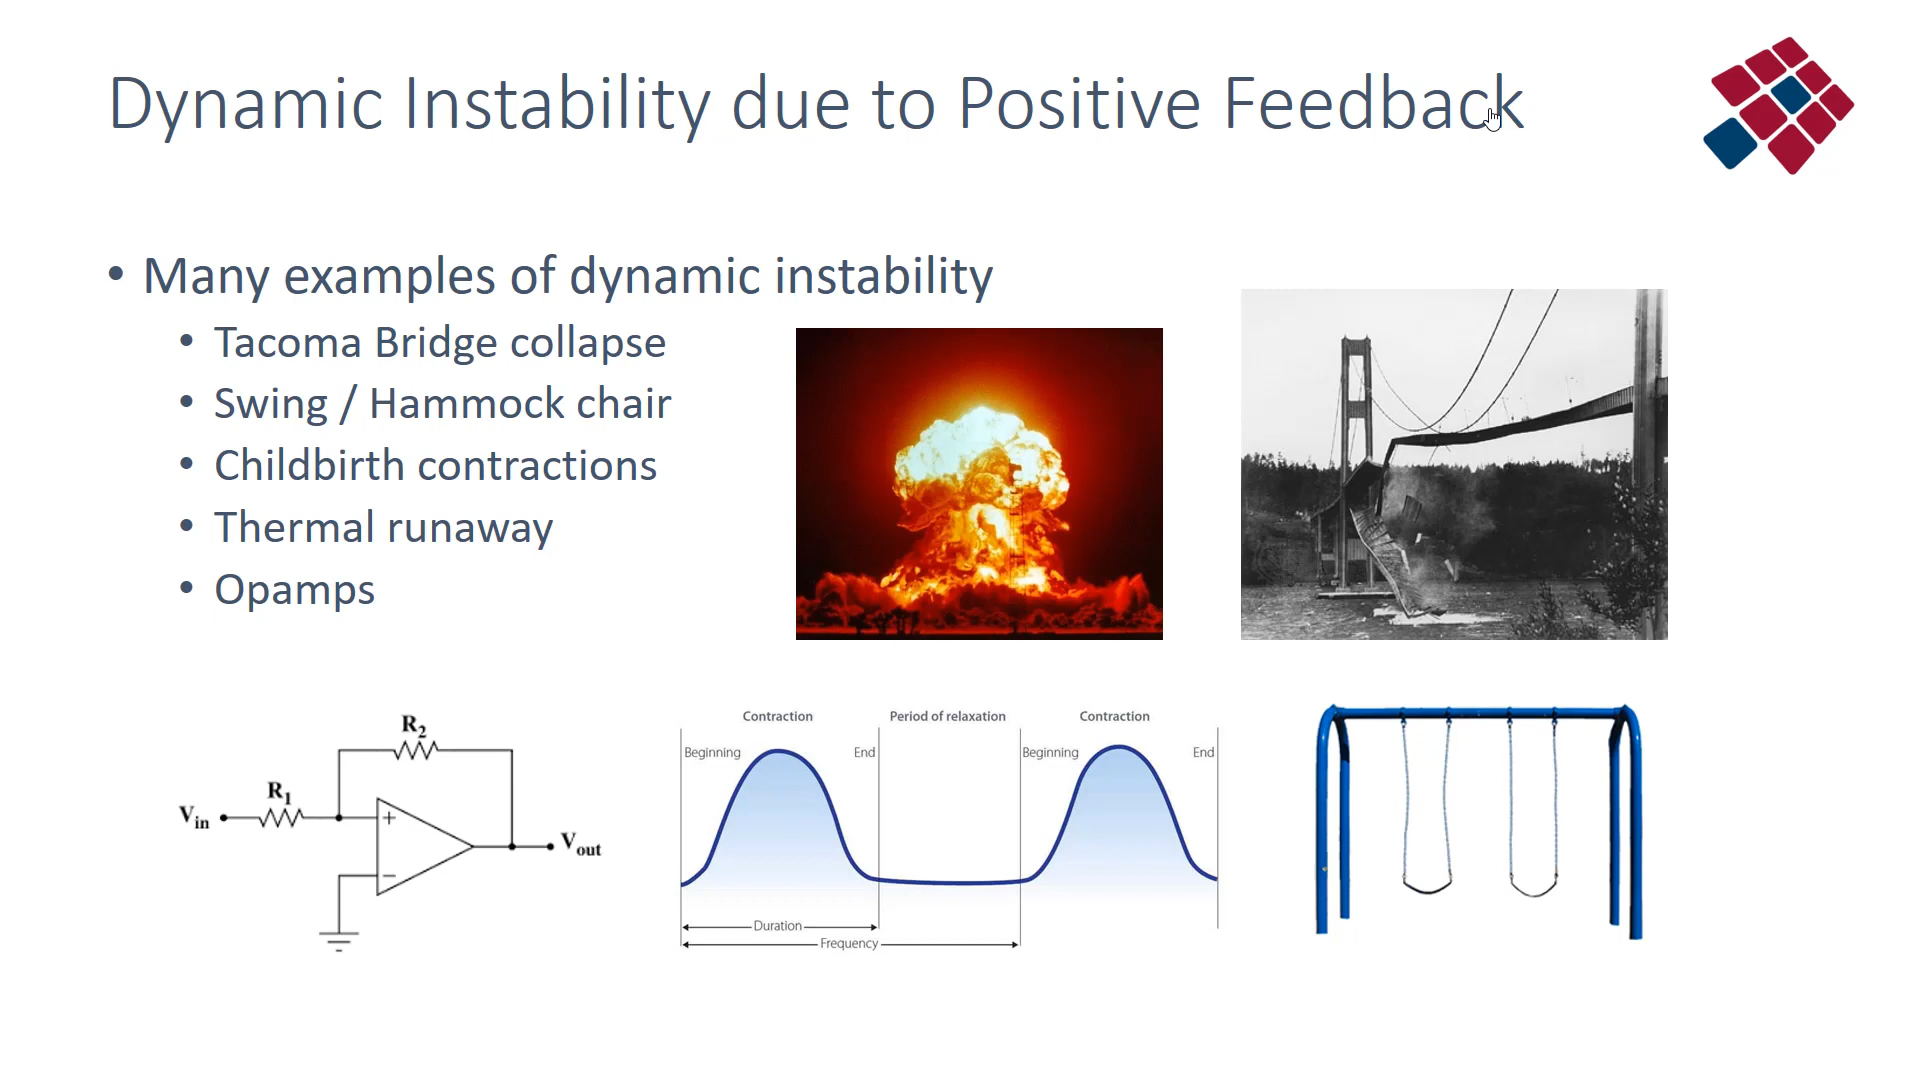 Dynamic Instability due to Positive Feedback
• Many examples of dynamic instability
• Tacoma Bridge collapse
• Swing / Hammock chair
• Childbirth contractions
• Thermal runaway
• Opamps
R2
R1
Vin
+
−
Vout
Contraction Period of relaxation Contraction
Beginning End Beginning End
Duration
Frequency